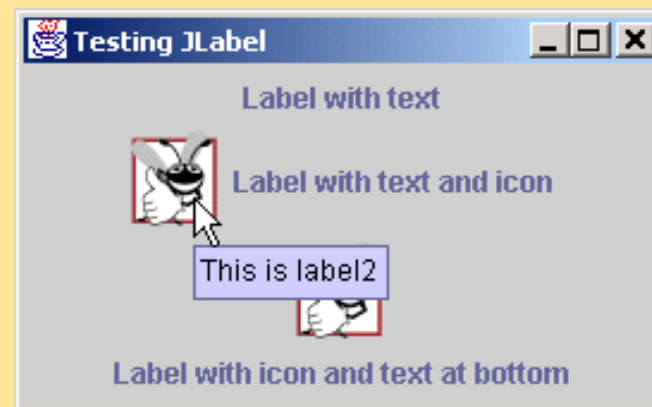 Testing JLabel
Label with text
Label with text and icon
This is label2
Label with icon and text at bottom